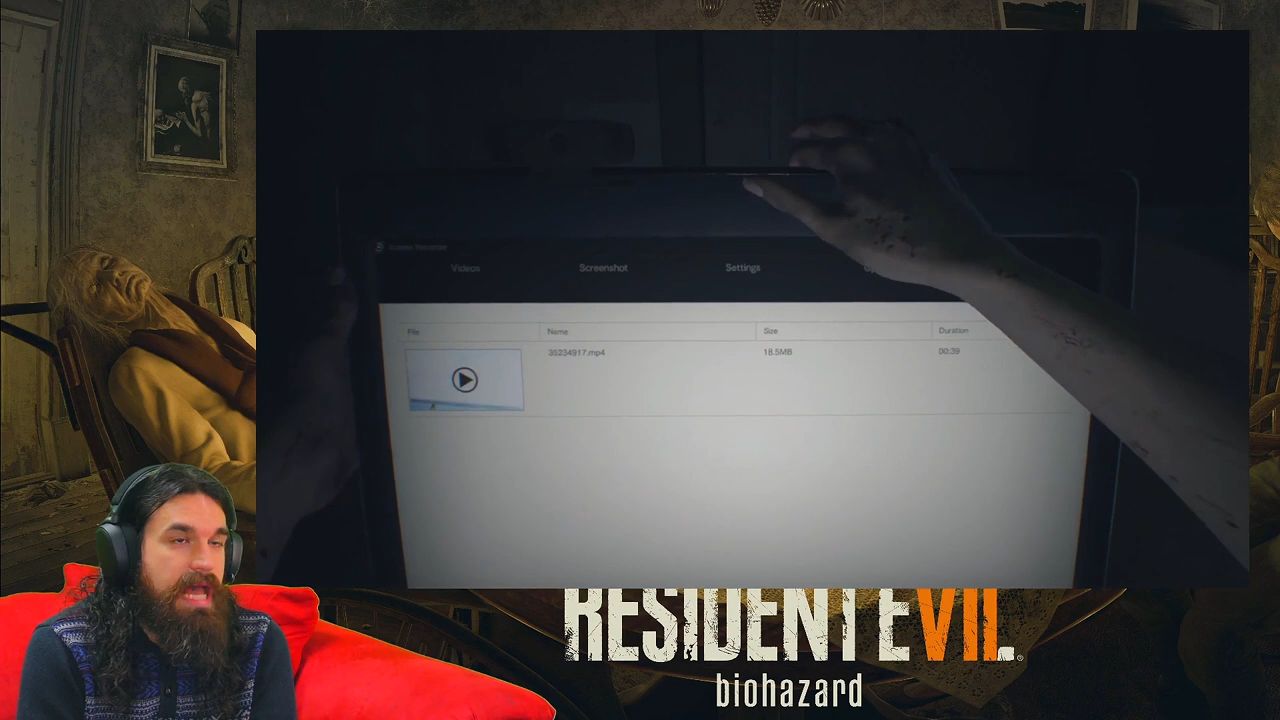 Videos Screenshot Settings
File Name Size Duration
35234917.mp4 18.5MB 00:39
RESIDENT EVIL
biohazard